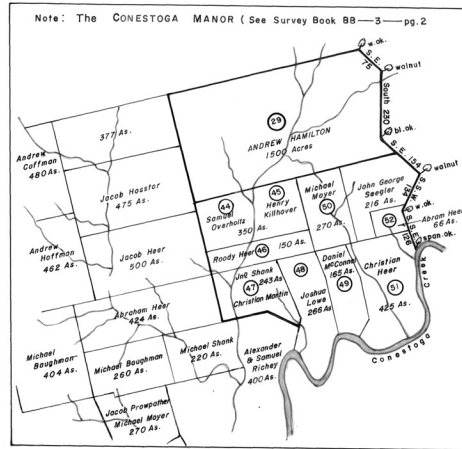 Note: The CONESTOGA MANOR (See Survey Book BB—3—pg. 2
w.ok.
S. E. 75
walnut
South 230
bl.ok.
S. E. 154
walnut
w.ok.
span.ok.
29
ANDREW HAMILTON
1500 Acres
377 As.
Andrew
Coffman
480 As.
Jacob Hosstor
475 As.
Andrew
Hoffman
462 As.
Jacob Heer
500 As.
44
Samuel
Overholtz
45
Henry
Killhover
350 As.
Michael
Moyer
50
270 As.
John George
Seegler
216 As.
52
Abram Heer
66 As.
Roody Heer
46
150 As.
Jno Shank
243 As.
47
Christian Martin
48
Joshua
Lowe
266 As.
Daniel
McConnel
165 As.
49
Christian
Heer
51
425 As.
Abraham Heer
424 As.
Michael
Baughman
404 As.
Michael Baughman
260 As.
Michael Shank
220 As.
Alexander
& Samuel
Richey
400 As.
Jacob Prowpather
Michael Moyer
270 As.
Conestoga
Creek